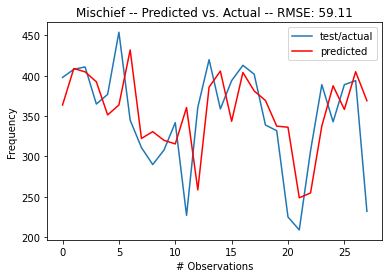 Mischief -- Predicted vs. Actual -- RMSE: 59.11
test/actual
predicted
Frequency
450
400
350
300
250
200
0 5 10 15 20 25
# Observations